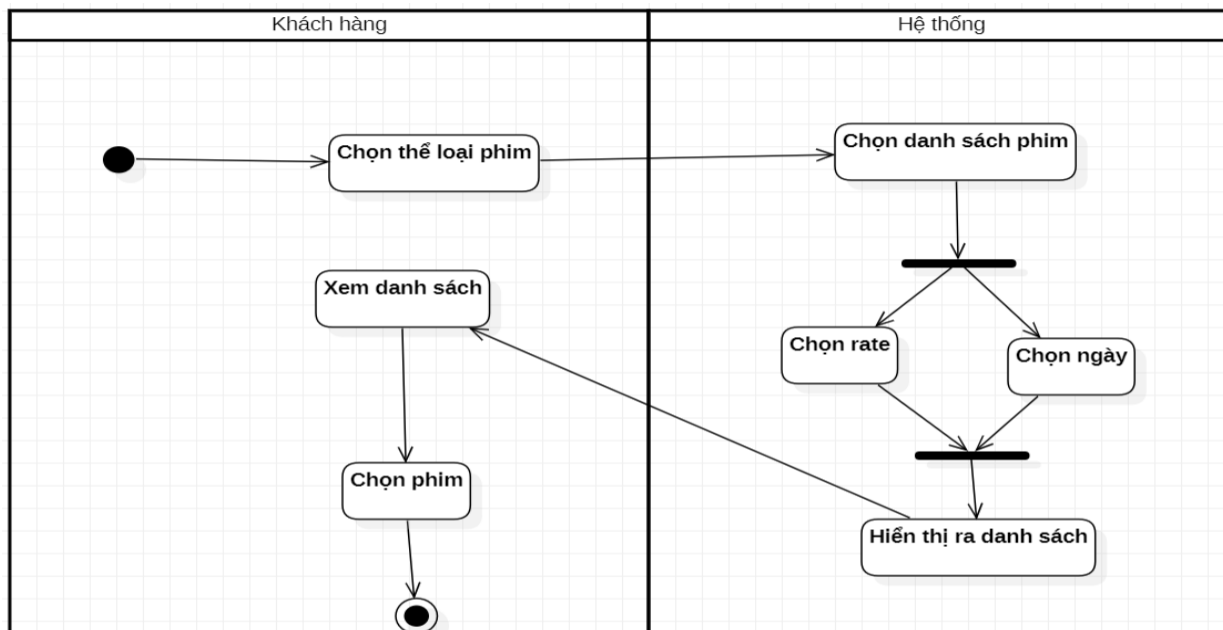 Khách hàng
Hệ thống
Chọn thể loại phim
Chọn danh sách phim
Xem danh sách
Chọn rate
Chọn ngày
Chọn phim
Hiển thị ra danh sách